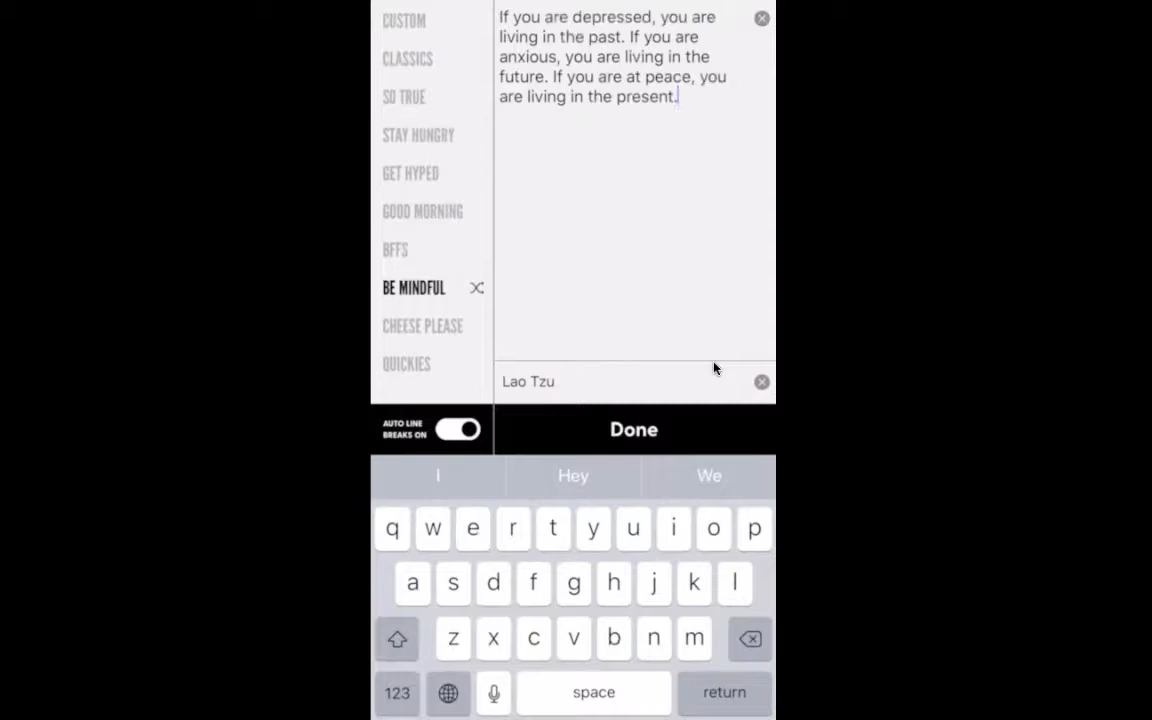 CUSTOM
CLASSICS
SO TRUE
STAY HUNGRY
GET HYPED
GOOD MORNING
BFFS
BE MINDFUL
CHEESE PLEASE
QUICKIES
If you are depressed, you are
living in the past. If you are
anxious, you are living in the
future. If you are at peace, you
are living in the present.
Lao Tzu
AUTO LINE
BREAKS ON
Done
I Hey We
q w e r t y u i o p
a s d f g h j k l
z x c v b n m
123 space return